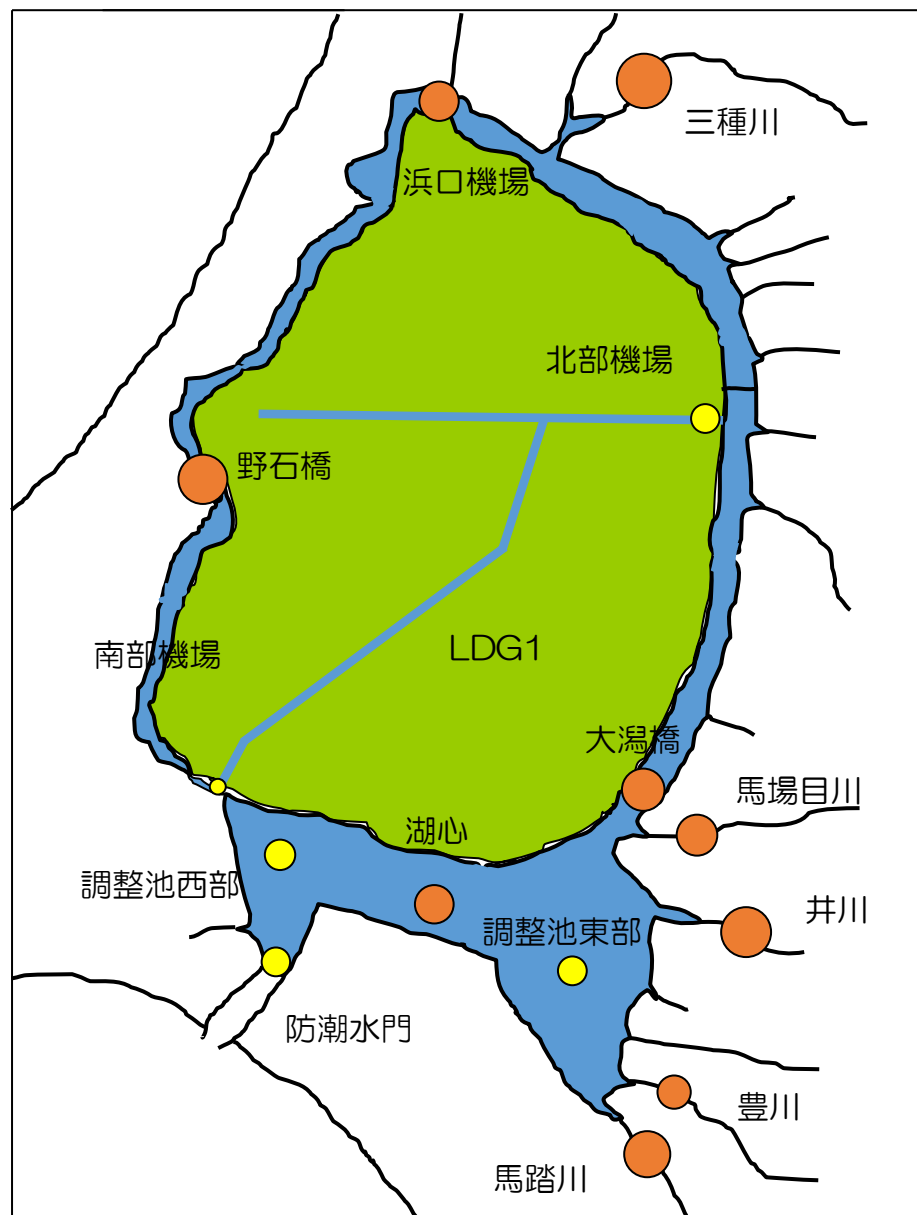 三種川
浜口機場
北部機場
野石橋
南部機場
LDG1
大潟橋
馬場目川
湖心
調整池西部
井川
調整池東部
防潮水門
豊川
馬踏川